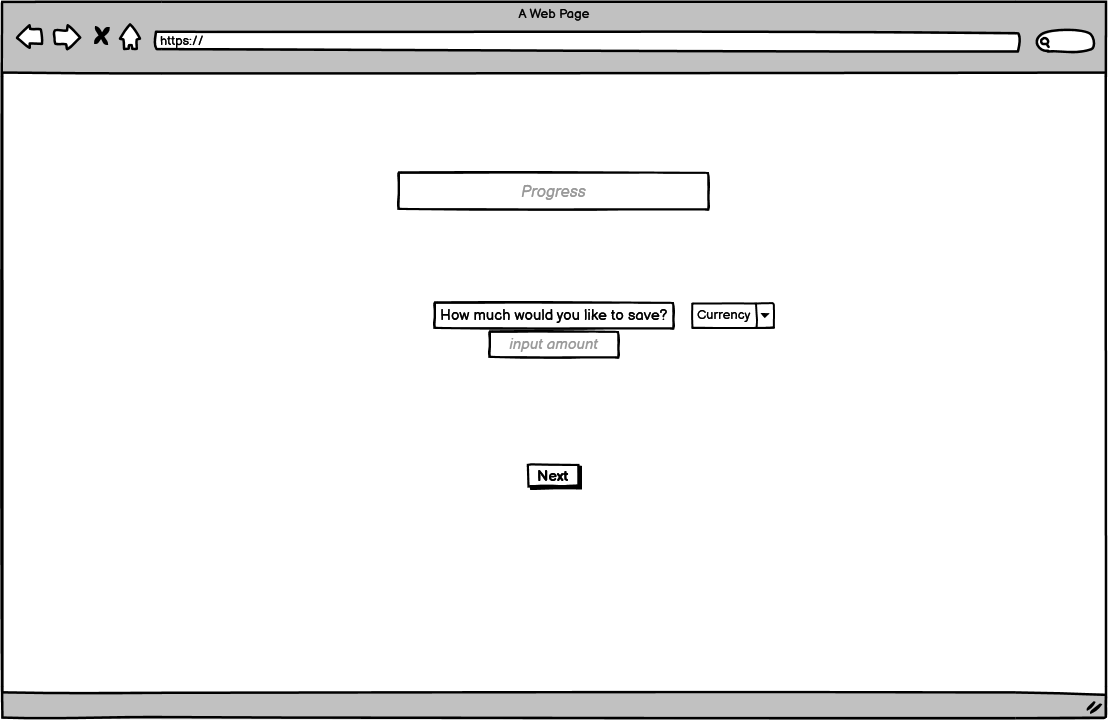 A Web Page
https://
Progress
How much would you like to save?
Currency
input amount
Next